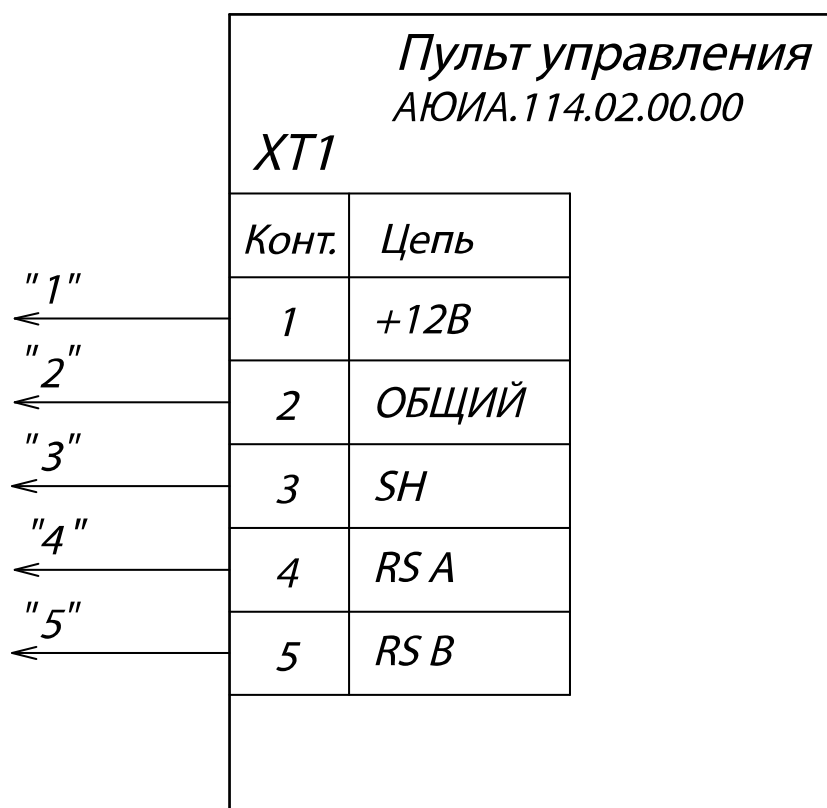 Пульт управления
АЮИА.114.02.00.00
XT1
Конт. Цепь
"1" 1 +12В
"2" 2 ОБЩИЙ
"3" 3 SH
"4" 4 RS A
"5" 5 RS B